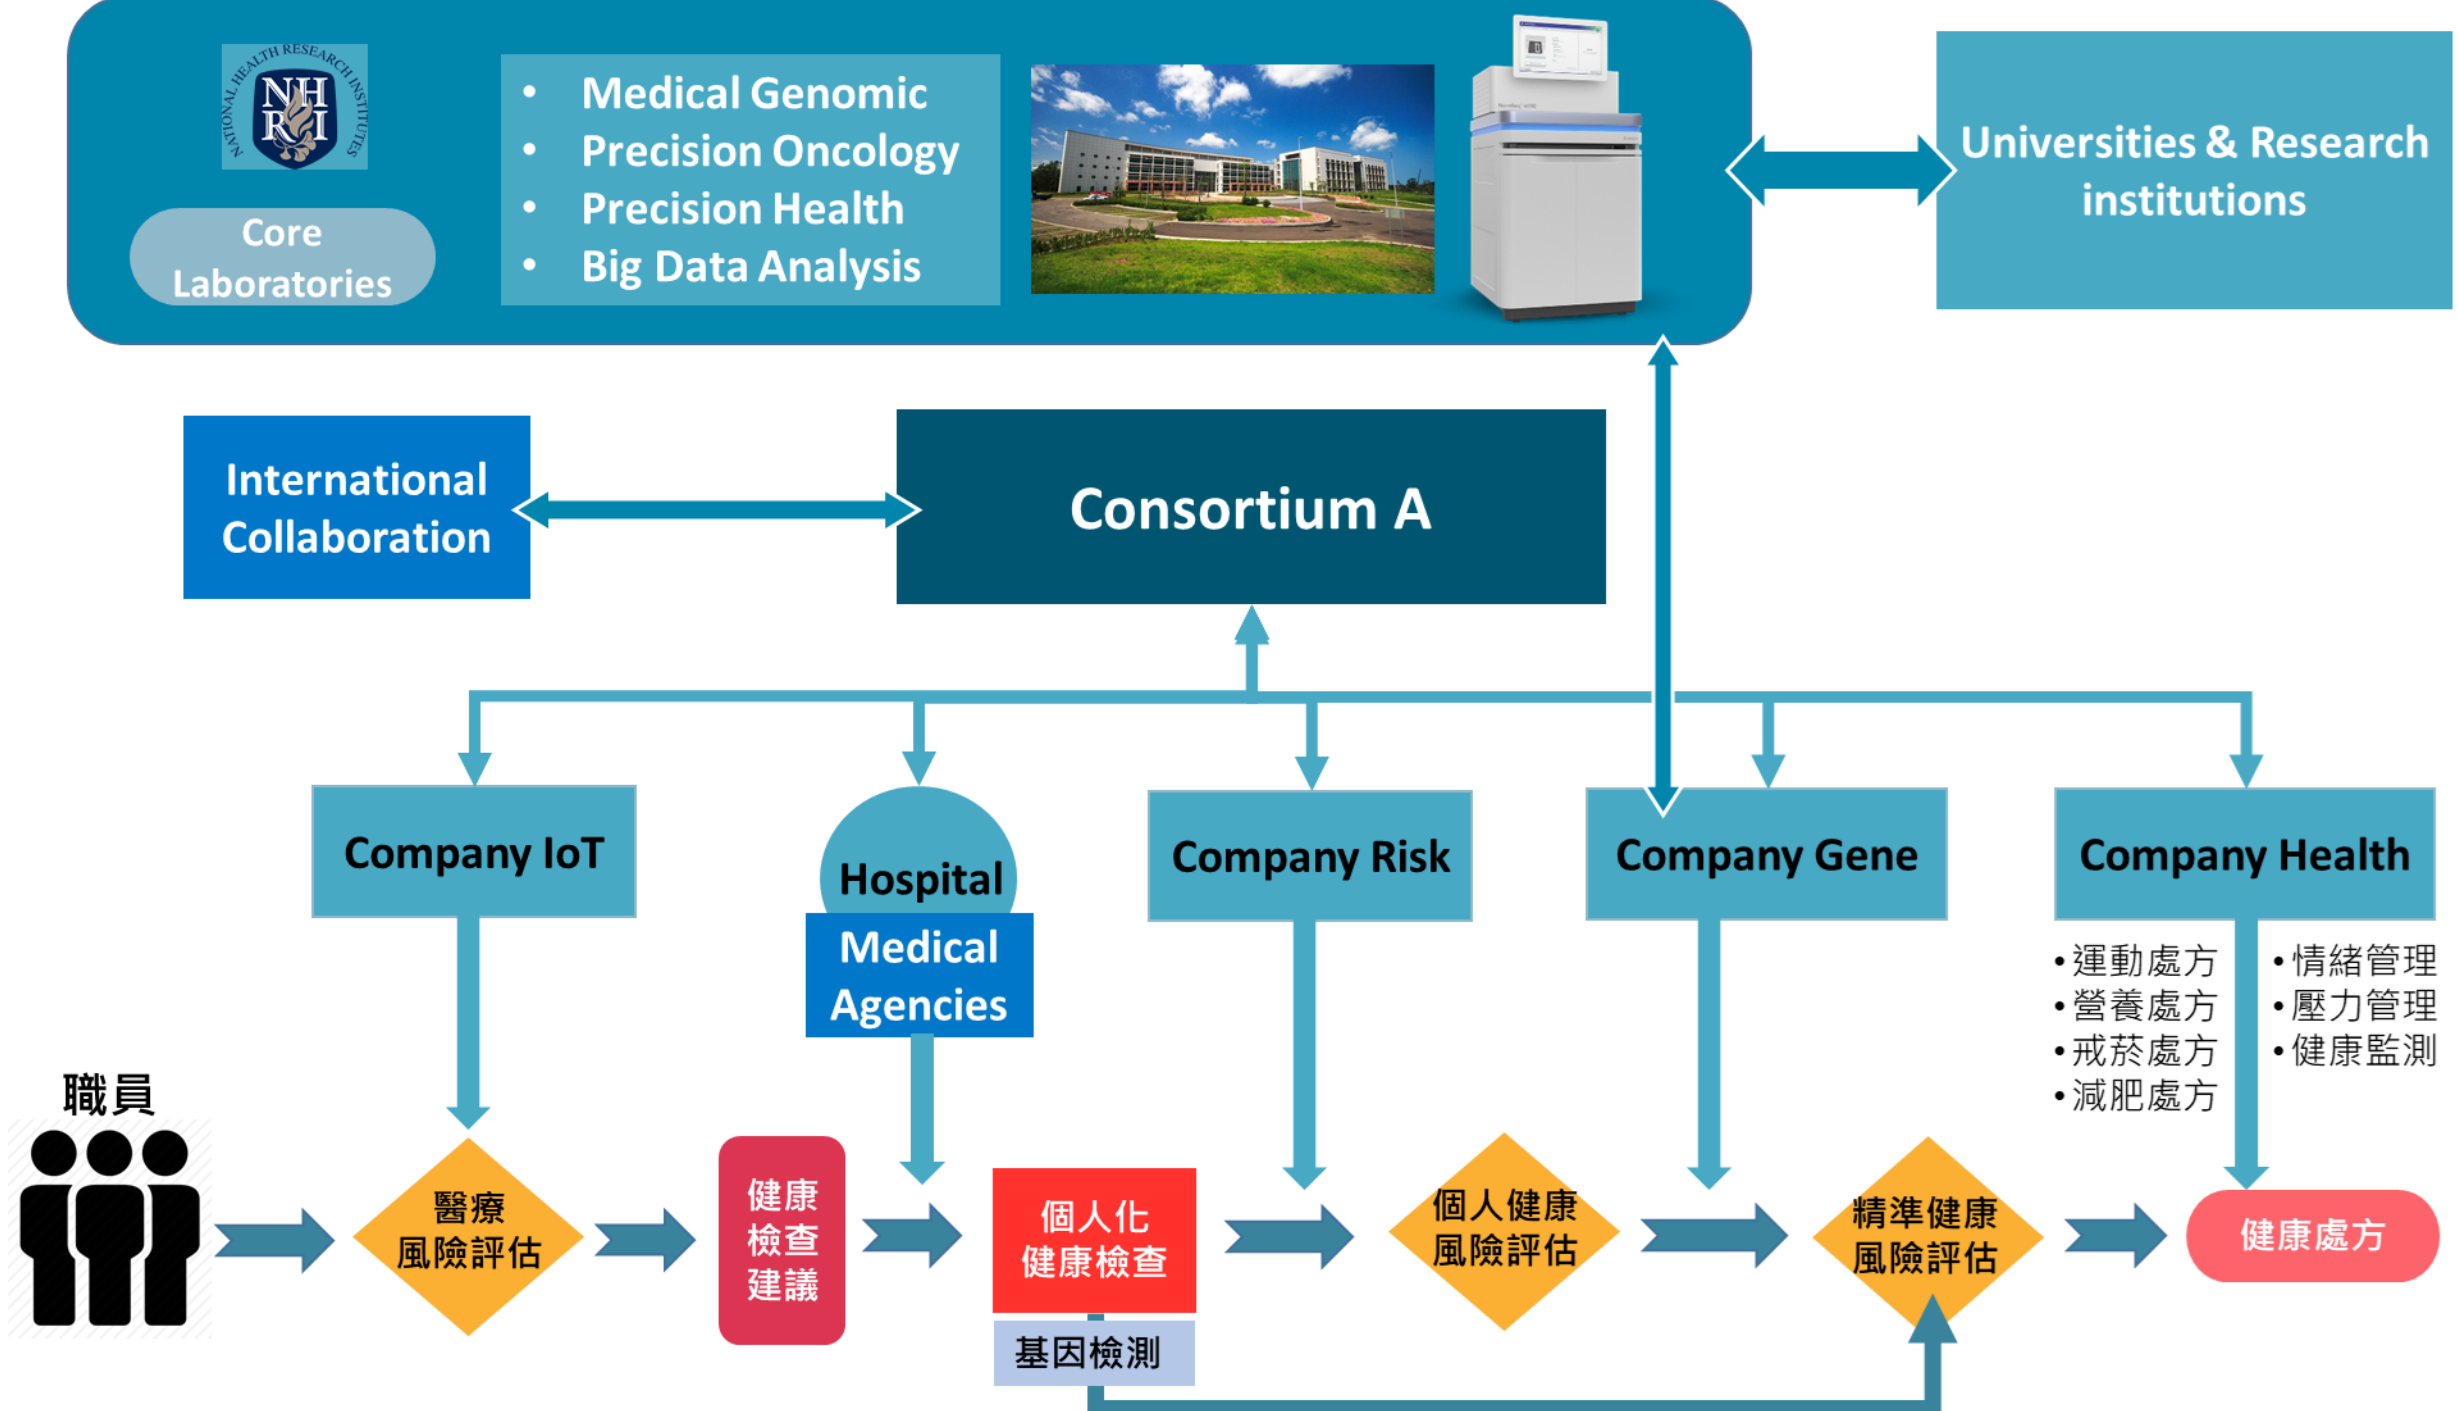 NATIONAL HEALTH RESEARCH INSTITUTES
NH
RI
Core
Laboratories
• Medical Genomic
• Precision Oncology
• Precision Health
• Big Data Analysis
Universities & Research
institutions
International
Collaboration
Consortium A
Company IoT
Hospital
Medical
Agencies
Company Risk
Company Gene
Company Health
•運動處方
•營養處方
•戒菸處方
•減肥處方
•情緒管理
•壓力管理
•健康監測
職員
醫療
風險評估
健康
檢查
建議
個人化
健康檢查
基因檢測
個人健康
風險評估
精準健康
風險評估
健康處方